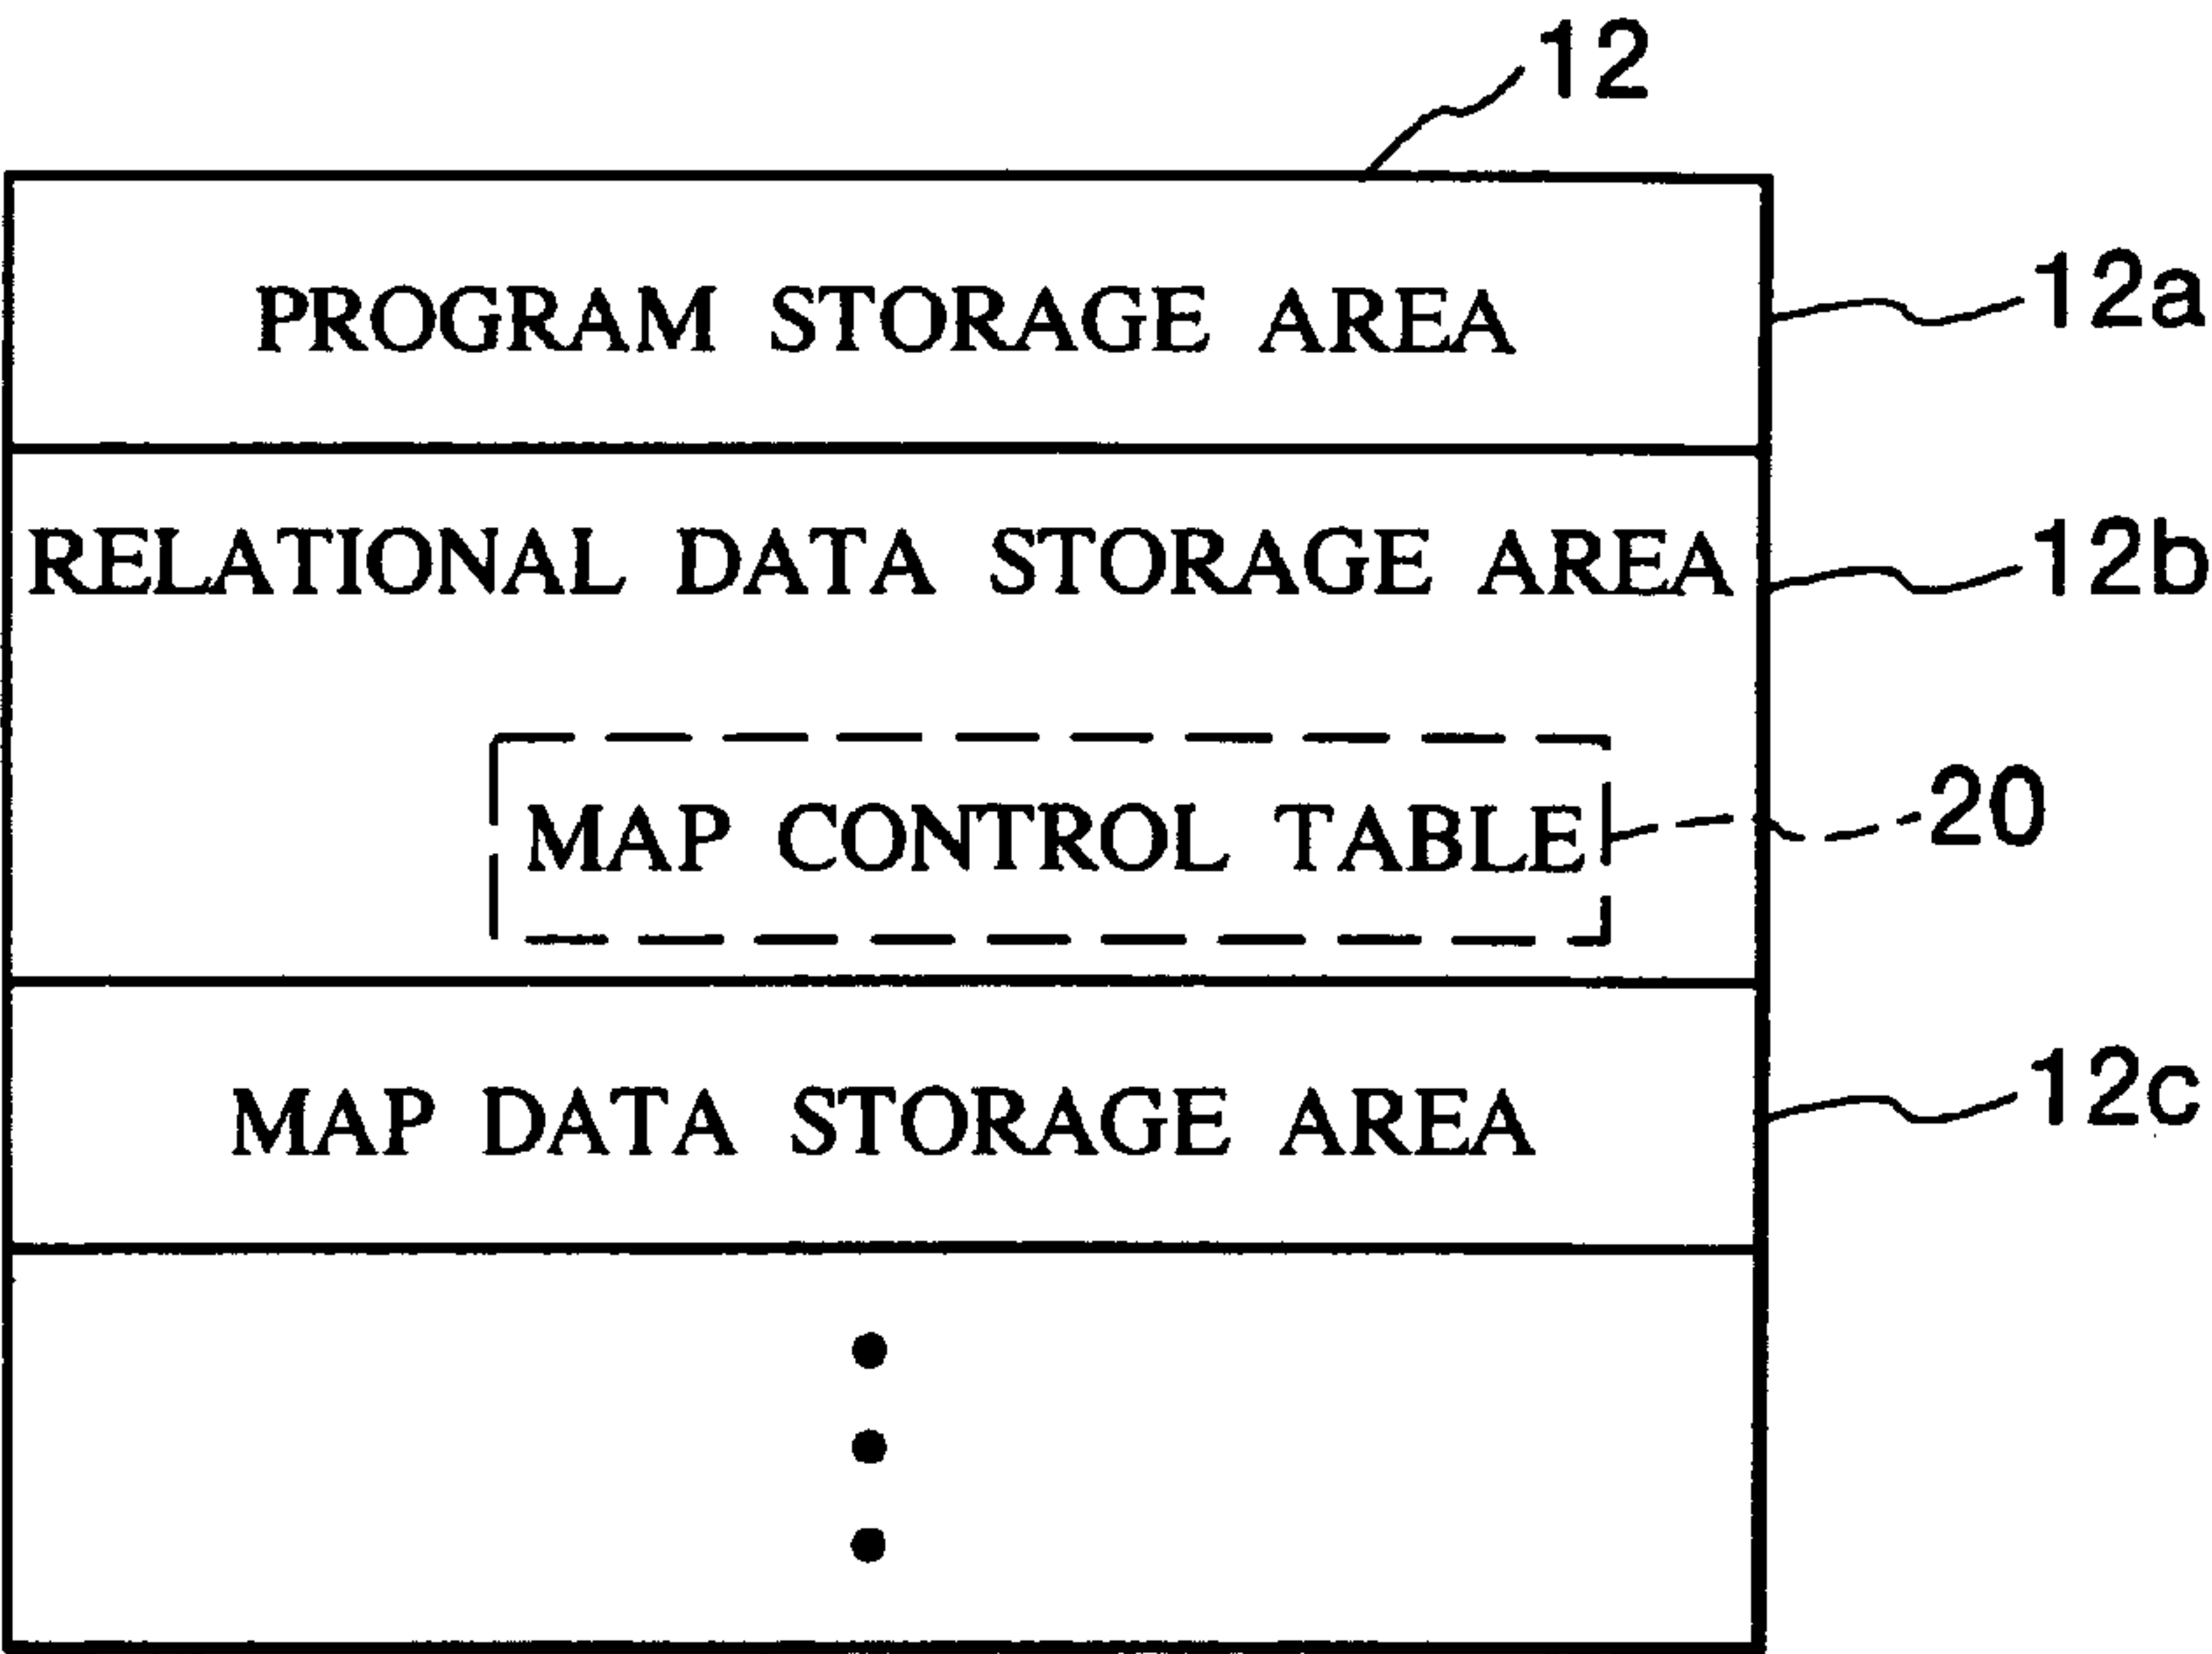 12
PROGRAM STORAGE AREA
12a
RELATIONAL DATA STORAGE AREA
12b
MAP CONTROL TABLE
20
MAP DATA STORAGE AREA
12c